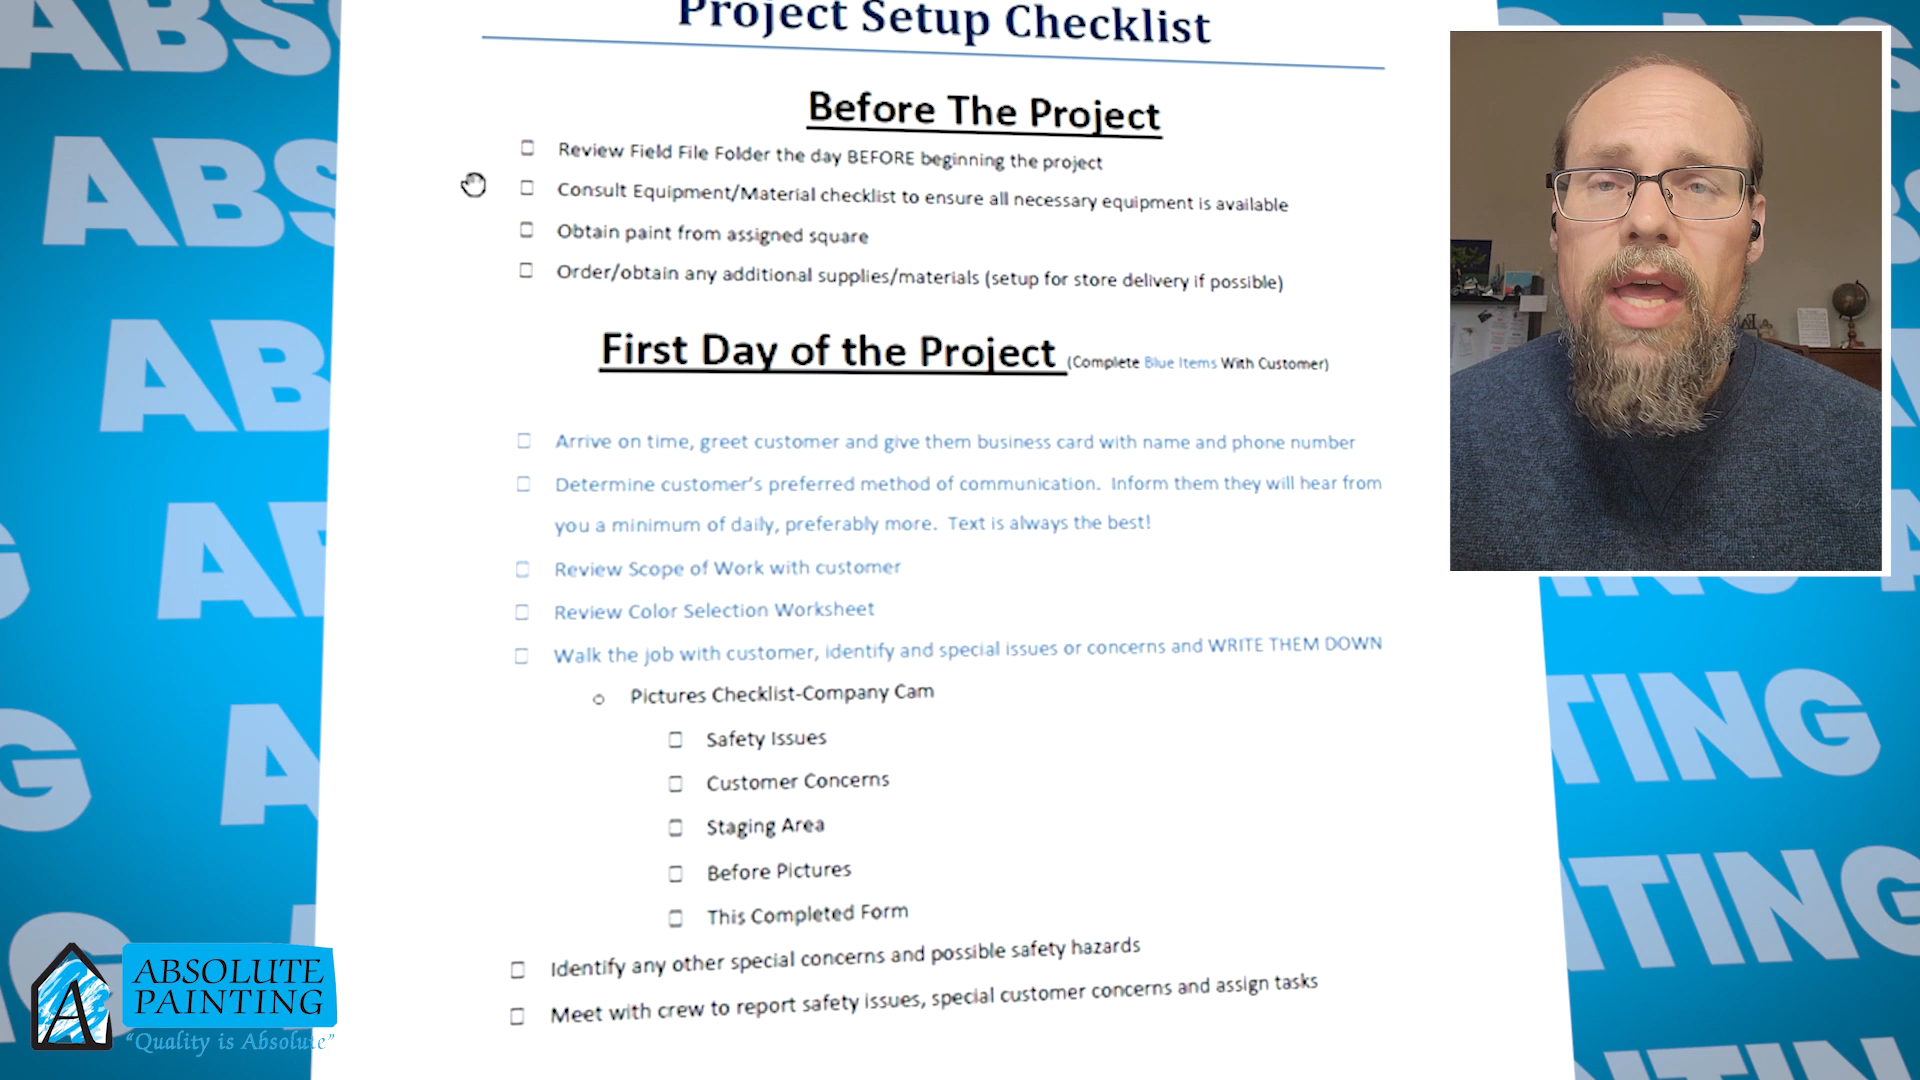 Project Setup Checklist
Before The Project
Review Field File Folder the day BEFORE beginning the project
Consult Equipment/Material checklist to ensure all necessary equipment is available
Obtain paint from assigned square
Order/obtain any additional supplies/materials (setup for store delivery if possible)
First Day of the Project (Complete Blue Items With Customer)
Arrive on time, greet customer and give them business card with name and phone number
Determine customer's preferred method of communication. Inform them they will hear from
you a minimum of daily, preferably more. Text is always the best!
Review Scope of Work with customer
Review Color Selection Worksheet
Walk the job with customer, identify and special issues or concerns and WRITE THEM DOWN
Pictures Checklist-Company Cam
Safety Issues
Customer Concerns
Staging Area
Before Pictures
This Completed Form
Identify any other special concerns and possible safety hazards
Meet with crew to report safety issues, special customer concerns and assign tasks
ABS
ABS
AB
A
A
G
TING
TING
NTING
ABSOLUTE
PAINTING
"Quality is Absolute"